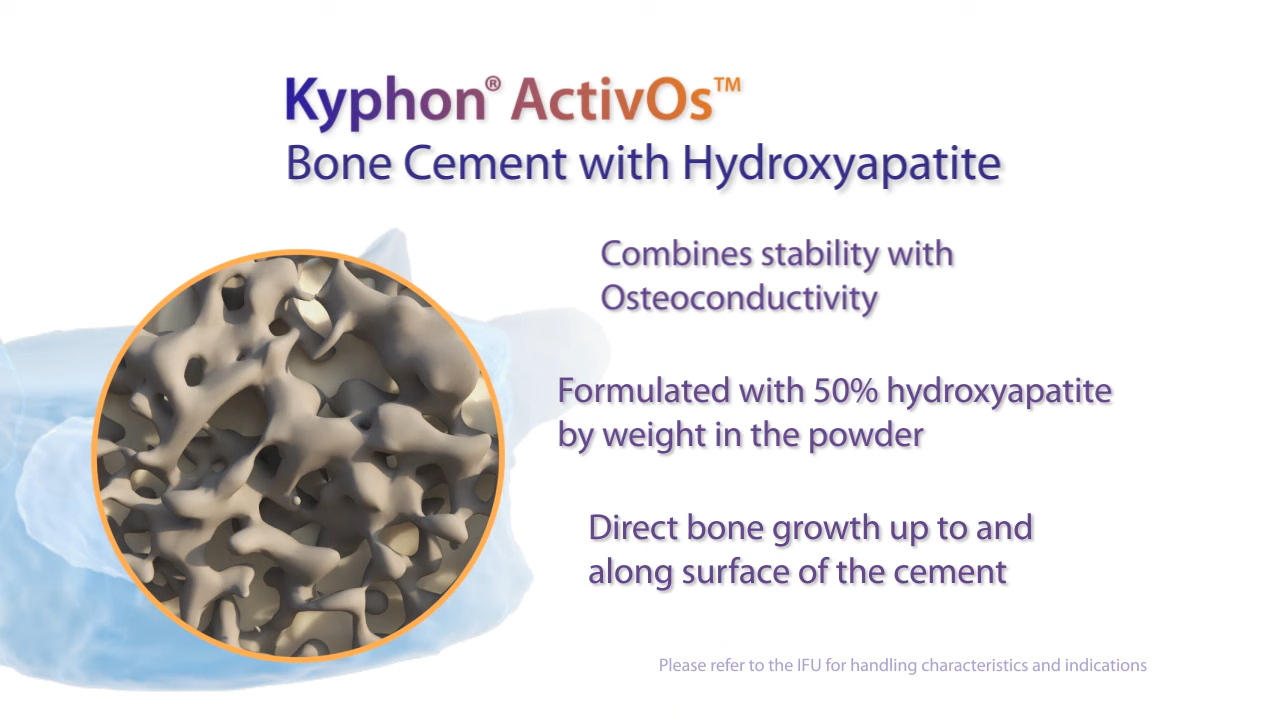 Kyphon® ActivOs™
Bone Cement with Hydroxyapatite
Combines stability with
Osteoconductivity
Formulated with 50% hydroxyapatite
by weight in the powder
Direct bone growth up to and
along surface of the cement
Please refer to the IFU for handling characteristics and indications